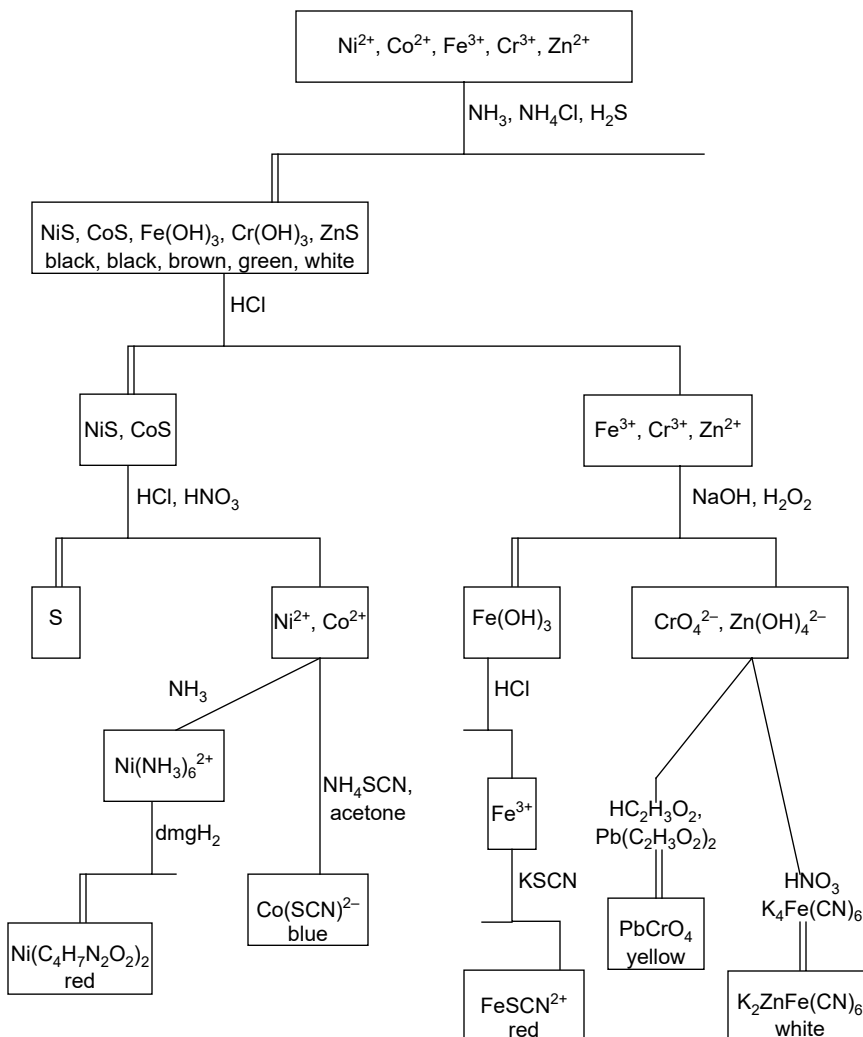 Ni²⁺, Co²⁺, Fe³⁺, Cr³⁺, Zn²⁺
NH₃, NH₄Cl, H₂S
NiS, CoS, Fe(OH)₃, Cr(OH)₃, ZnS
black, black, brown, green, white
HCl
NiS, CoS
Fe³⁺, Cr³⁺, Zn²⁺
HCl, HNO₃
NaOH, H₂O₂
S
Ni²⁺, Co²⁺
Fe(OH)₃
CrO₄²⁻, Zn(OH)₄²⁻
NH₃
HCl
Ni(NH₃)₆²⁺
NH₄SCN,
acetone
Fe³⁺
HC₂H₃O₂,
Pb(C₂H₃O₂)₂
dmgH₂
KSCN
HNO₃
K₄Fe(CN)₆
Ni(C₄H₇N₂O₂)₂
red
Co(SCN)²⁻
blue
PbCrO₄
yellow
FeSCN²⁺
red
K₂ZnFe(CN)₆
white